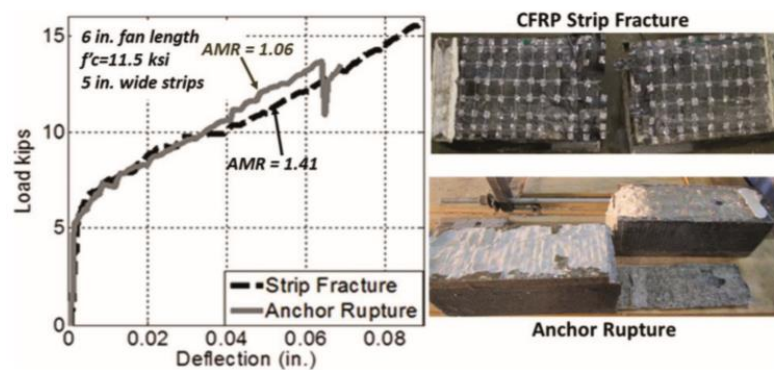 6 in. fan length
f'c=11.5 ksi
5 in. wide strips
AMR = 1.06
AMR = 1.41
Load kips
15
10
5
0
0 0.02 0.04 0.06 0.08
Deflection (in.)
Strip Fracture
Anchor Rupture
CFRP Strip Fracture
Anchor Rupture